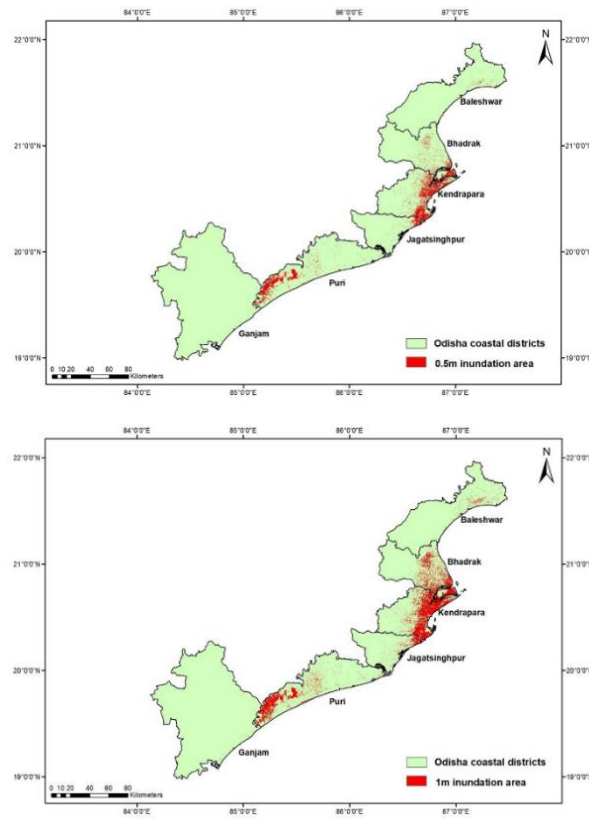 84°0'0"E 85°0'0"E 86°0'0"E 87°0'0"E
N
22°0'0"N 22°0'0"N
Baleshwar
21°0'0"N 21°0'0"N
Bhadrak
Kendrapara
20°0'0"N 20°0'0"N
Jagatsinghpur
Puri
Ganjam
Odisha coastal districts
19°0'0"N 19°0'0"N
0.5m inundation area
0 10 20 40 60 80
Kilometers
84°0'0"E 85°0'0"E 86°0'0"E 87°0'0"E
84°0'0"E 85°0'0"E 86°0'0"E 87°0'0"E
N
22°0'0"N 22°0'0"N
Baleshwar
21°0'0"N 21°0'0"N
Bhadrak
Kendrapara
20°0'0"N 20°0'0"N
Jagatsinghpur
Puri
Ganjam
Odisha coastal districts
19°0'0"N 19°0'0"N
1m inundation area
0 10 20 40 60 80
Kilometers
84°0'0"E 85°0'0"E 86°0'0"E 87°0'0"E